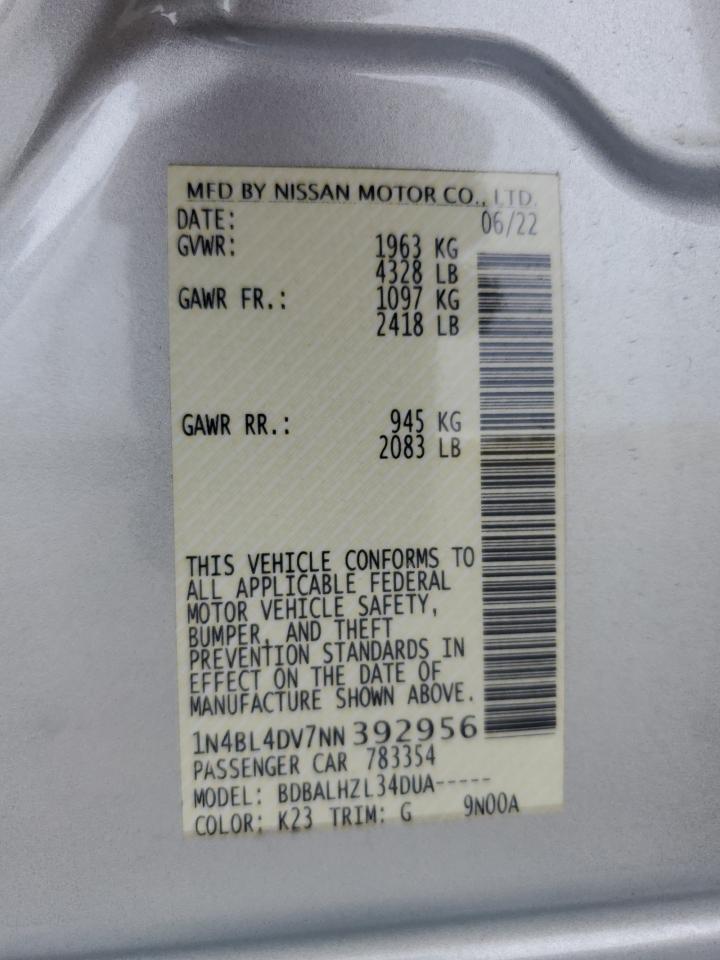 MFD BY NISSAN MOTOR CO., LTD.
DATE: 06/22
GVWR: 1963 KG
4328 LB
GAWR FR.: 1097 KG
2418 LB
GAWR RR.: 945 KG
2083 LB
THIS VEHICLE CONFORMS TO
ALL APPLICABLE FEDERAL
MOTOR VEHICLE SAFETY,
BUMPER, AND THEFT
PREVENTION STANDARDS IN
EFFECT ON THE DATE OF
MANUFACTURE SHOWN ABOVE.
1N4BL4DV7NN 392956
PASSENGER CAR 783354
MODEL: BDBALHZL34DUA-----
COLOR: K23 TRIM: G 9N00A